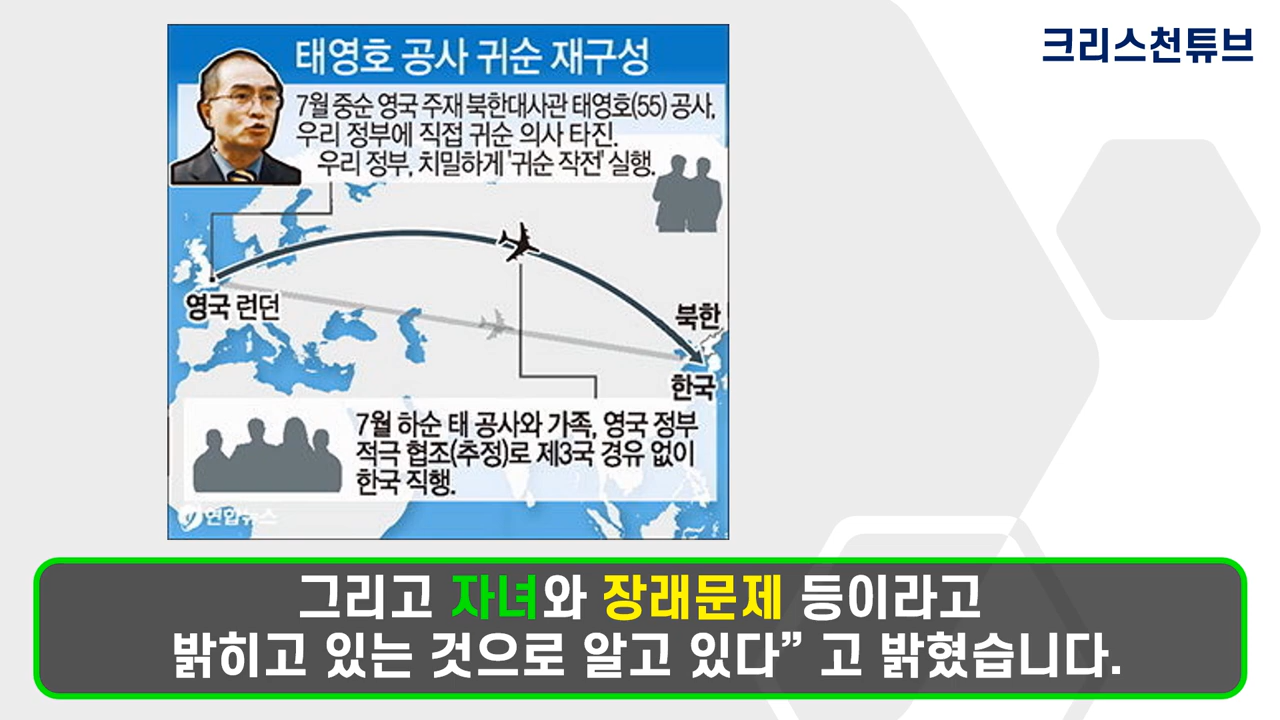 크리스천튜브
태영호 공사 귀순 재구성
7월 중순 영국 주재 북한대사관 태영호(55) 공사,
우리 정부에 직접 귀순 의사 타진.
우리 정부, 치밀하게 '귀순 작전' 실행.
영국 런던
북한
한국
7월 하순 태 공사와 가족, 영국 정부
적극 협조(추정)로 제3국 경유 없이
한국 직행.
연합뉴스
그리고 자녀와 장래문제 등이라고
밝히고 있는 것으로 알고 있다” 고 밝혔습니다.